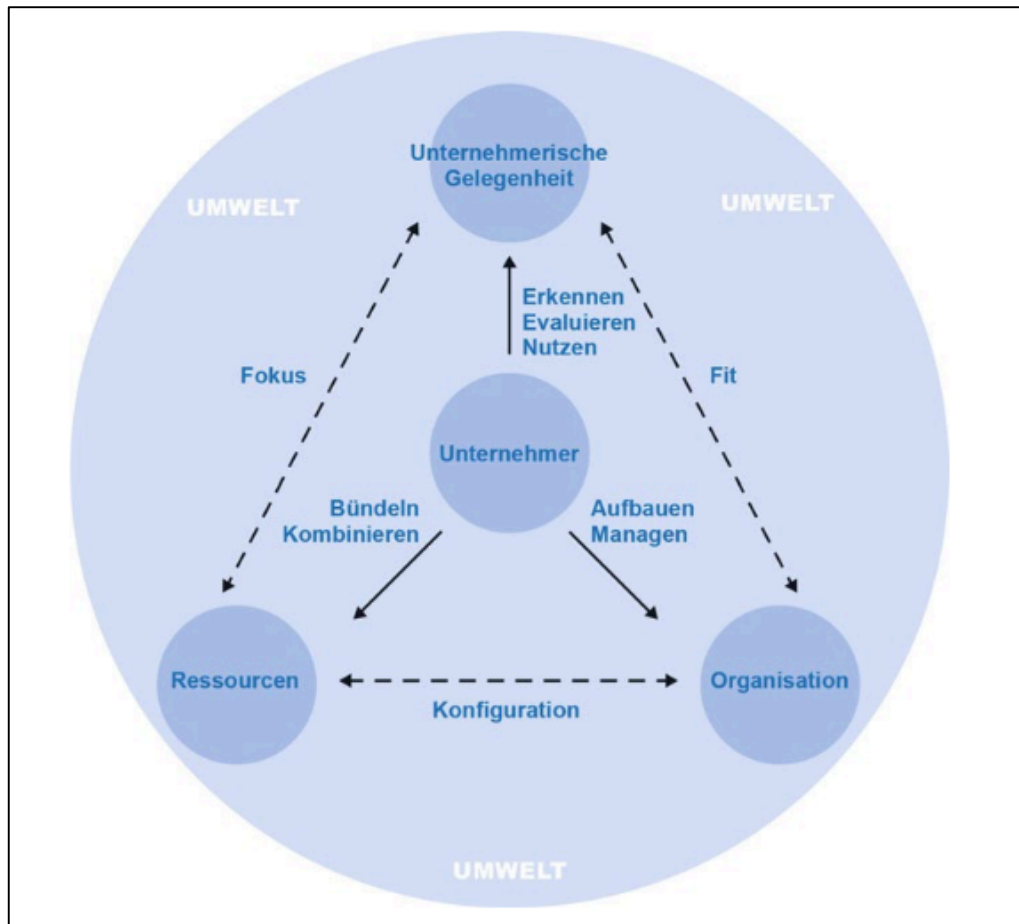 Unternehmerische
Gelegenheit
UMWELT
UMWELT
Erkennen
Evaluieren
Nutzen
Fokus
Fit
Unternehmer
Bündeln
Kombinieren
Aufbauen
Managen
Ressourcen
Organisation
Konfiguration
UMWELT